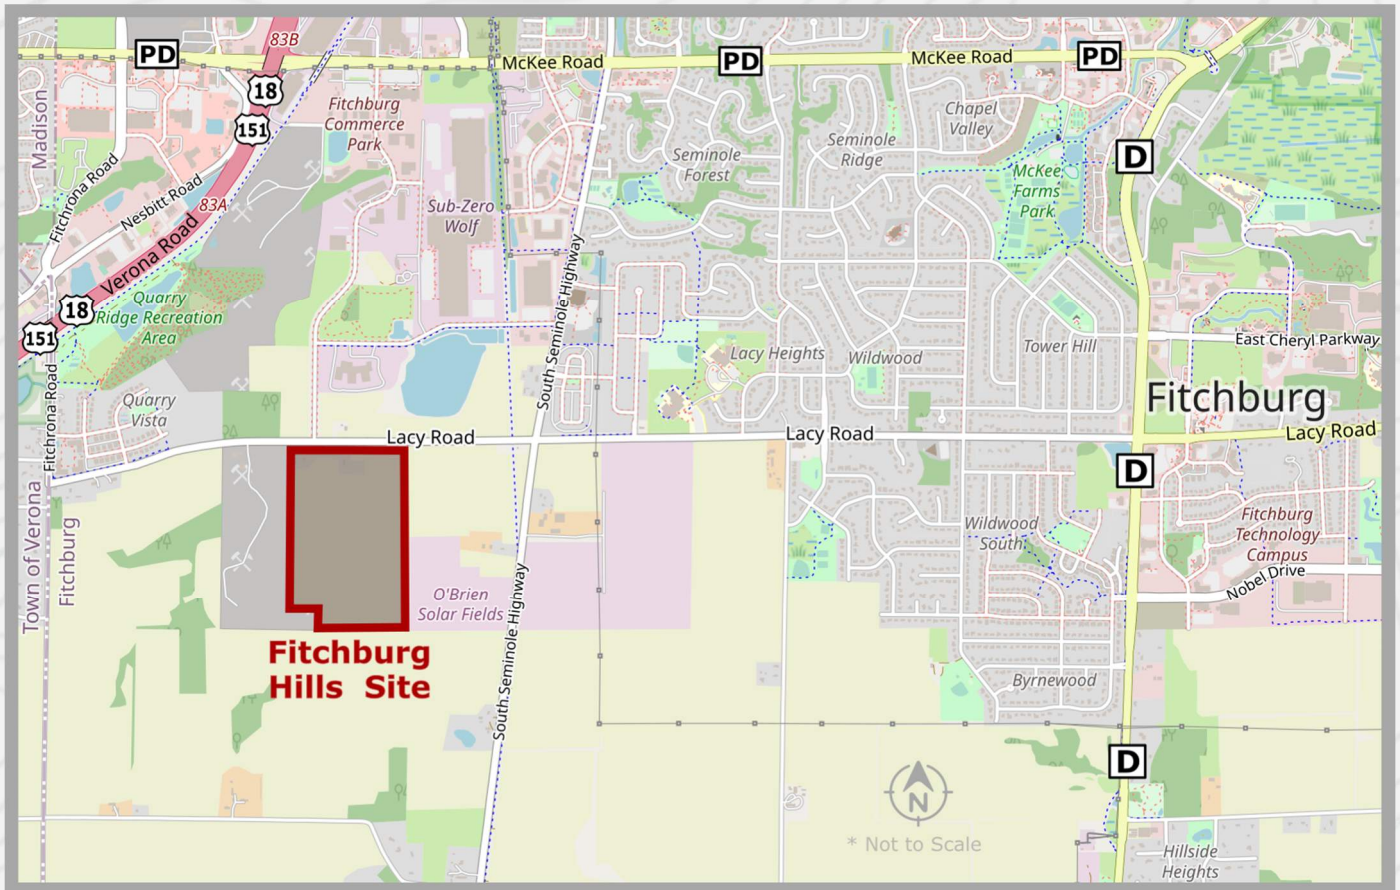 83B
PD
McKee Road
PD
McKee Road
PD
18
Fitchburg
Commerce
Park
Chapel
Valley
Madison
151
Seminole
Ridge
Seminole
Forest
D
Fitchrona Road
Nesbitt Road
McKee
Farms
Park
83A
Sub-Zero
Wolf
Verona Road
18
Quarry
Ridge Recreation
Area
151
South Seminole Highway
East Cheryl Parkway
Lacy Heights
Wildwood
Tower Hill
Quarry
Vista
Fitchburg
Fitchrona Road
Lacy Road
Lacy Road
Lacy Road
D
Town of Verona
Fitchburg
Wildwood
South
Fitchburg
Technology
Campus
Nobel Drive
O'Brien
Solar Fields
South Seminole Highway
Fitchburg
Hills Site
Byrnewood
D
N
* Not to Scale
Hillside
Heights